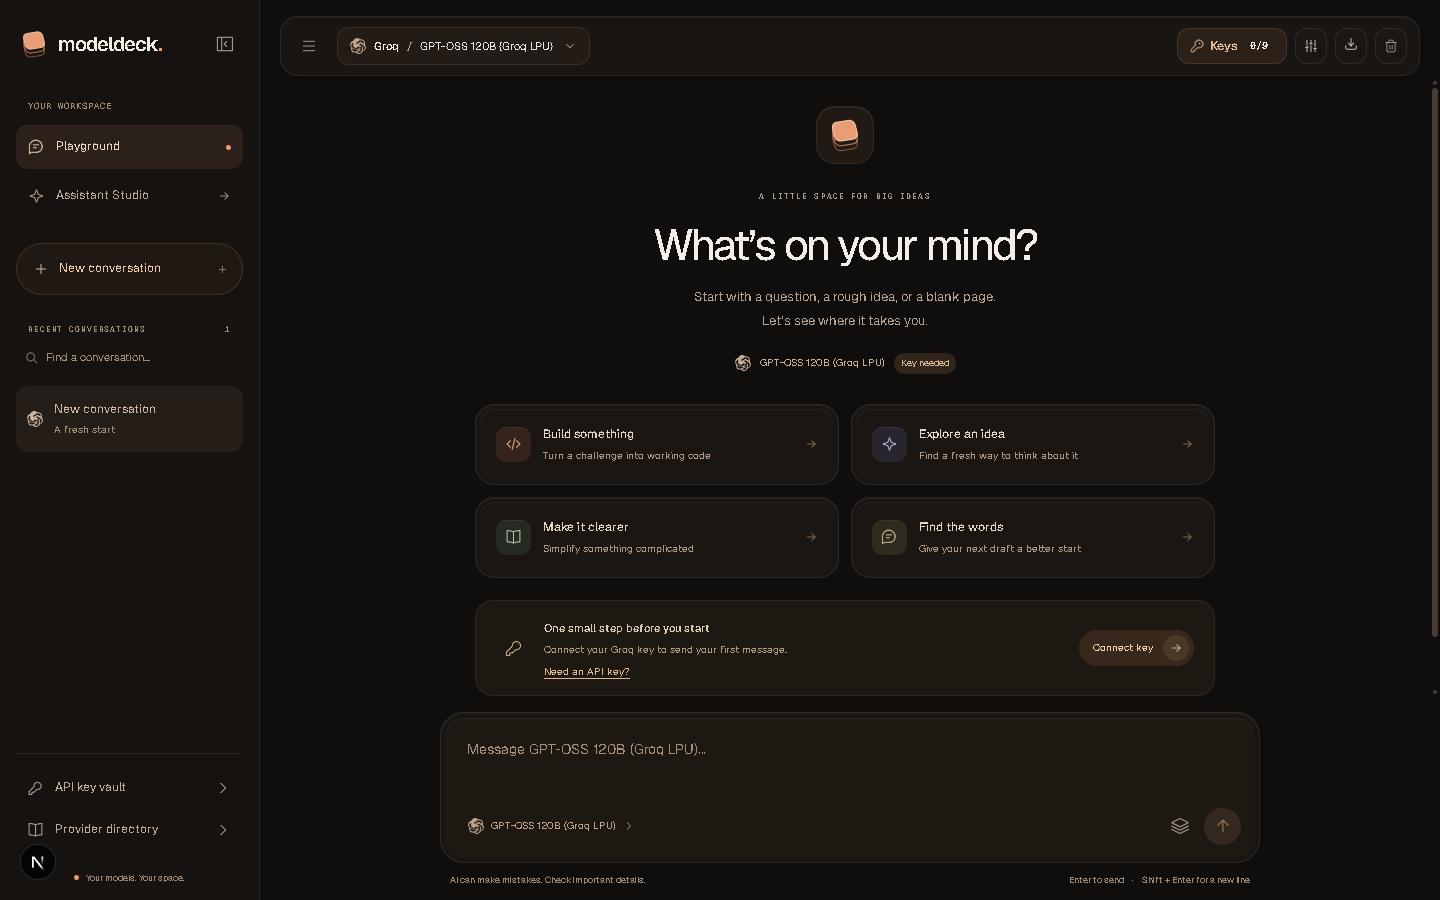 modeldeck.
Groq / GPT-OSS 120B (Groq LPU)
Keys 0/9
YOUR WORKSPACE
Playground
Assistant Studio
New conversation +
RECENT CONVERSATIONS 1
Find a conversation...
New conversation
A fresh start
API key vault
Provider directory
N
Your models. Your space.
A LITTLE SPACE FOR BIG IDEAS
What's on your mind?
Start with a question, a rough idea, or a blank page.
Let's see where it takes you.
GPT-OSS 120B (Groq LPU) Key needed
Build something
Turn a challenge into working code
Explore an idea
Find a fresh way to think about it
Make it clearer
Simplify something complicated
Find the words
Give your next draft a better start
One small step before you start
Connect your Groq key to send your first message.
Need an API key?
Connect key
Message GPT-OSS 120B (Groq LPU)...
GPT-OSS 120B (Groq LPU)
AI can make mistakes. Check important details.
Enter to send · Shift + Enter for a new line